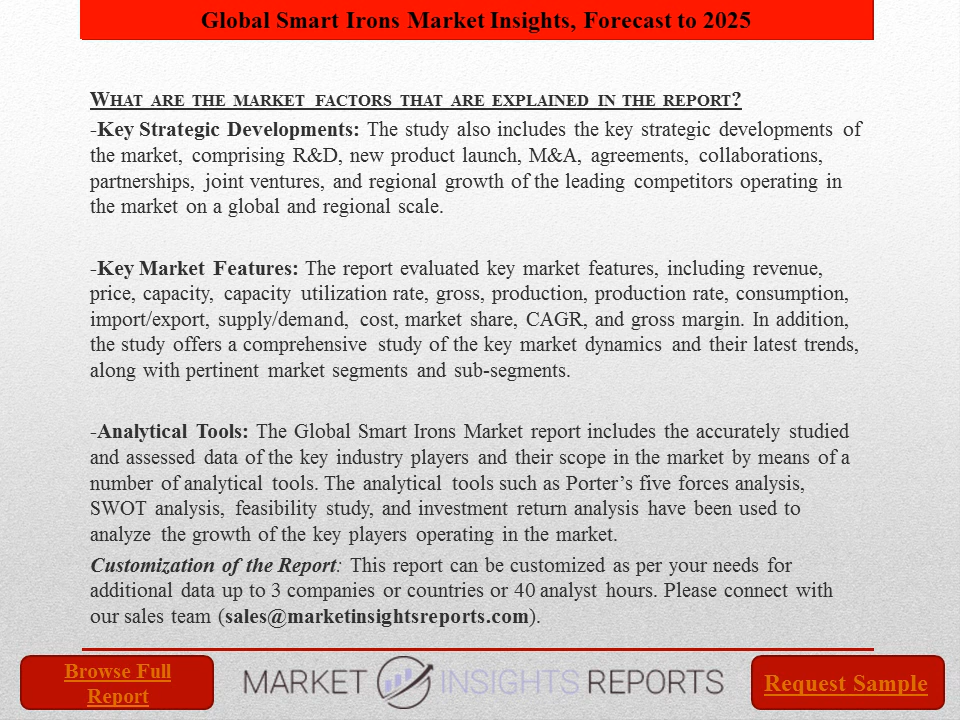 Global Smart Irons Market Insights, Forecast to 2025
What are the market factors that are explained in the report?
-Key Strategic Developments: The study also includes the key strategic developments of
the market, comprising R&D, new product launch, M&A, agreements, collaborations,
partnerships, joint ventures, and regional growth of the leading competitors operating in
the market on a global and regional scale.
-Key Market Features: The report evaluated key market features, including revenue,
price, capacity, capacity utilization rate, gross, production, production rate, consumption,
import/export, supply/demand, cost, market share, CAGR, and gross margin. In addition,
the study offers a comprehensive study of the key market dynamics and their latest trends,
along with pertinent market segments and sub-segments.
-Analytical Tools: The Global Smart Irons Market report includes the accurately studied
and assessed data of the key industry players and their scope in the market by means of a
number of analytical tools. The analytical tools such as Porter’s five forces analysis,
SWOT analysis, feasibility study, and investment return analysis have been used to
analyze the growth of the key players operating in the market.
Customization of the Report: This report can be customized as per your needs for
additional data up to 3 companies or countries or 40 analyst hours. Please connect with
our sales team (sales@marketinsightsreports.com).
Browse Full
Report
MARKET INSIGHTS REPORTS
Request Sample